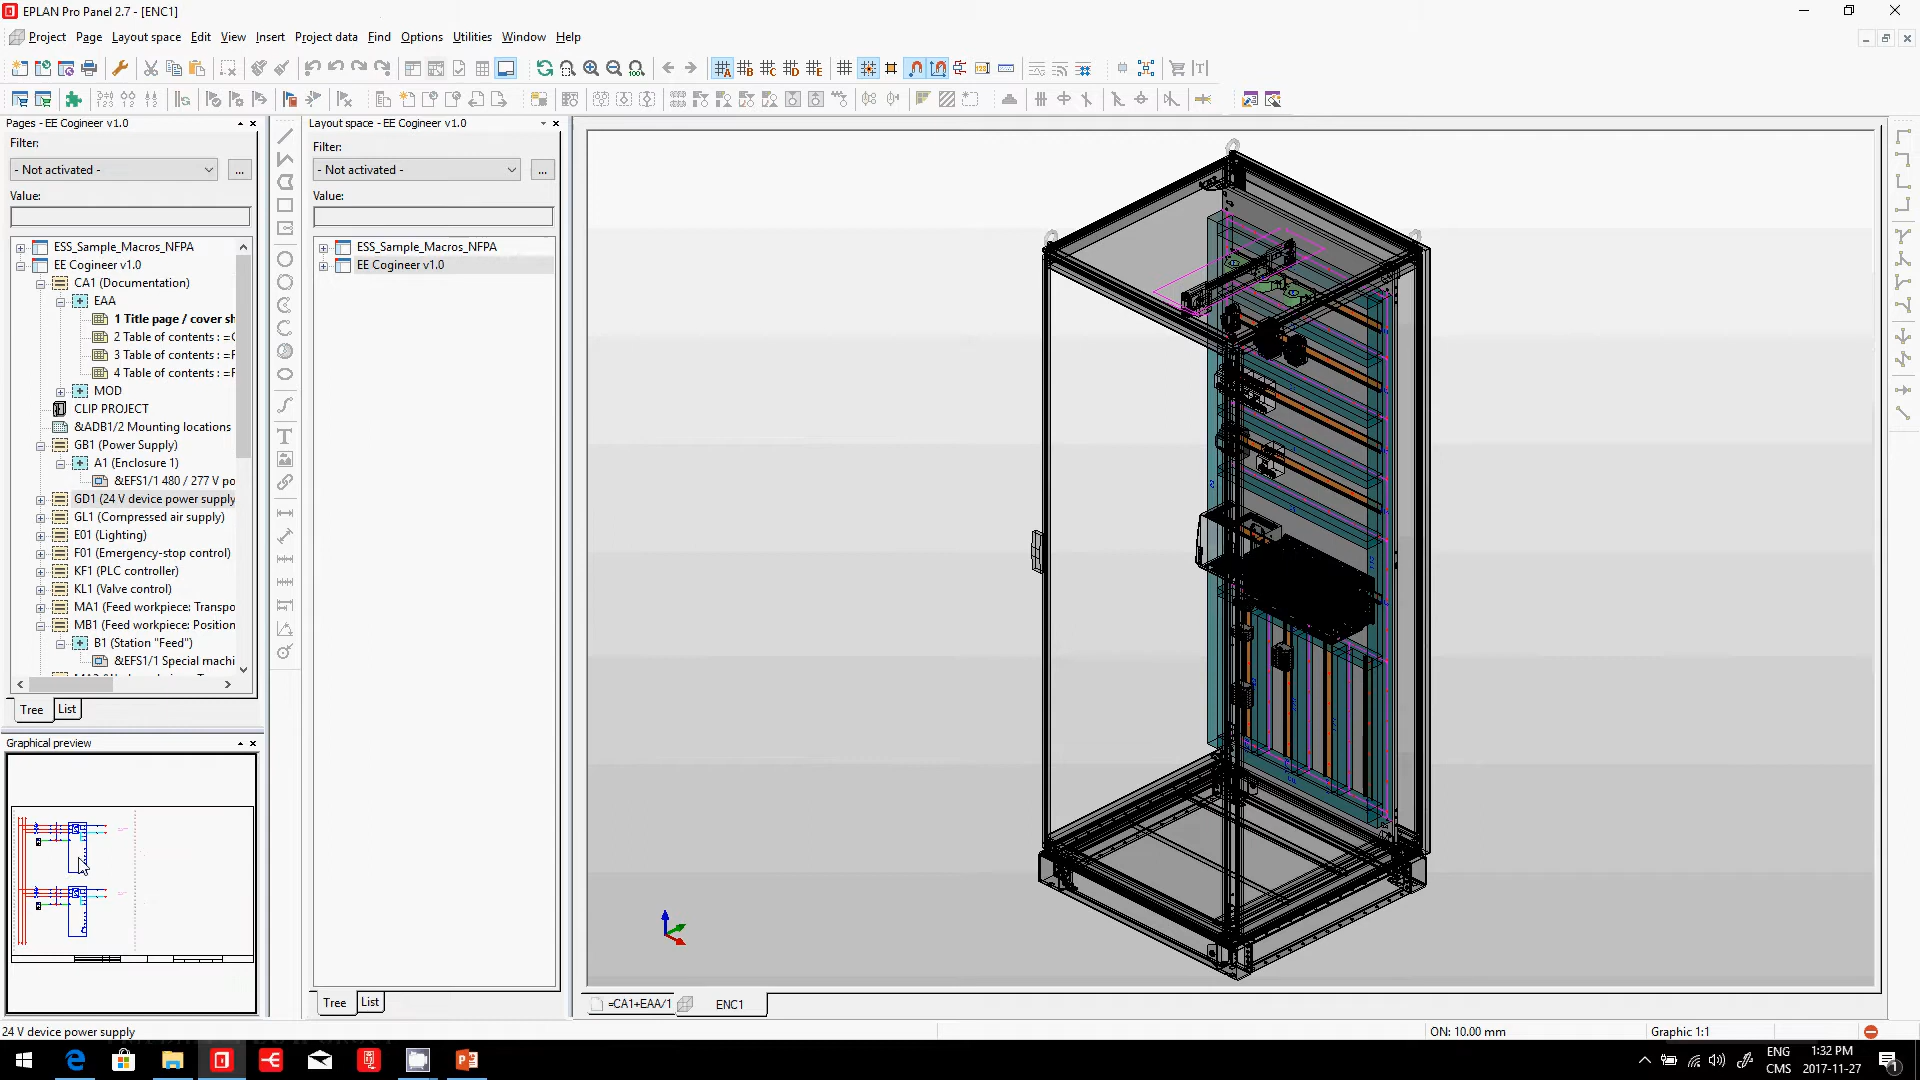 EPLAN Pro Panel 2.7 - [ENC1]
Project Page Layout space Edit View Insert Project data Find Options Utilities Window Help
Pages - EE Cogineer v1.0
Filter:
- Not activated -
...
Value:
ESS_Sample_Macros_NFPA
EE Cogineer v1.0
CA1 (Documentation)
EAA
1 Title page / cover sh
2 Table of contents : =C
3 Table of contents : =F
4 Table of contents : =F
MOD
CLIP PROJECT
&ADB1/2 Mounting locations
GB1 (Power Supply)
A1 (Enclosure 1)
&EFS1/1 480 / 277 V po
GD1 (24 V device power supply
GL1 (Compressed air supply)
E01 (Lighting)
F01 (Emergency-stop control)
KF1 (PLC controller)
KL1 (Valve control)
MA1 (Feed workpiece: Transpo
MB1 (Feed workpiece: Position
B1 (Station "Feed")
&EFS1/1 Special machi
Tree List
Graphical preview
Layout space - EE Cogineer v1.0
Filter:
- Not activated -
...
Value:
ESS_Sample_Macros_NFPA
EE Cogineer v1.0
Tree List
=CA1+EAA/1
ENC1
24 V device power supply
ON: 10.00 mm
Graphic 1:1
ENG
CMS
1:32 PM
2017-11-27
1